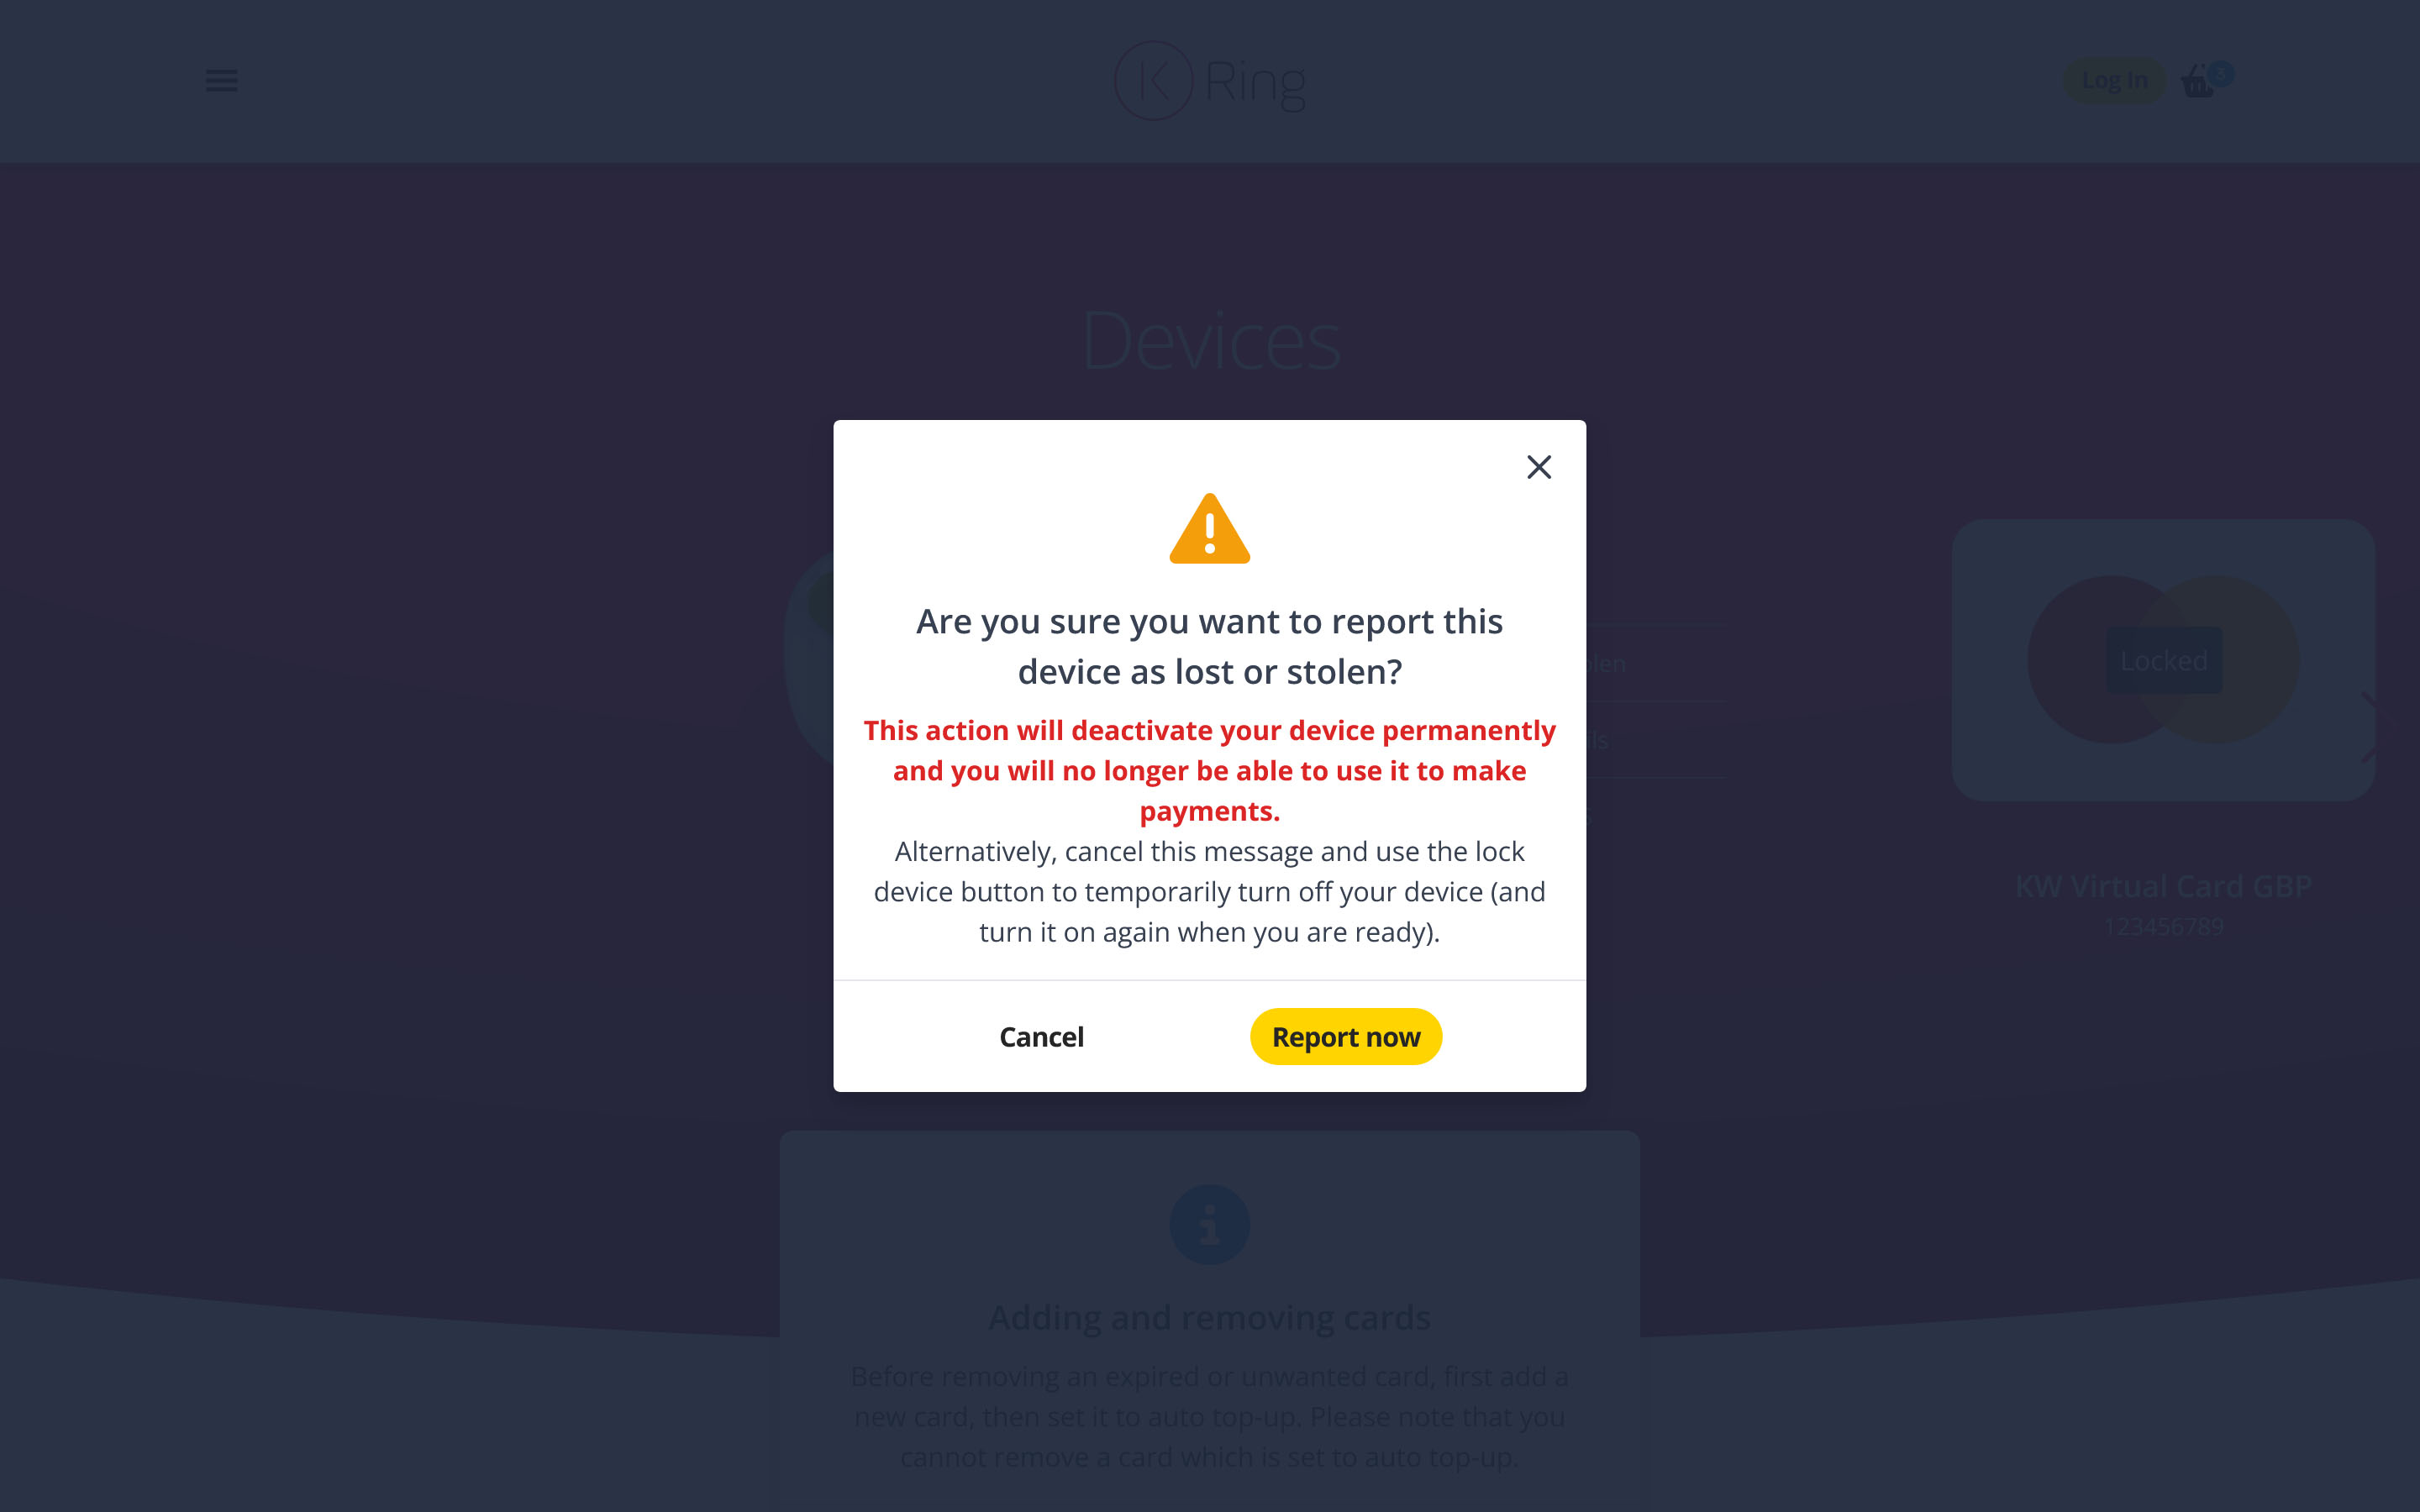 K Ring
Log In
3
Devices
Are you sure you want to report this
device as lost or stolen?
This action will deactivate your device permanently
and you will no longer be able to use it to make
payments.
Alternatively, cancel this message and use the lock
device button to temporarily turn off your device (and
turn it on again when you are ready).
Cancel
Report now
Locked
KW Virtual Card GBP
123456789
Adding and removing cards
Before removing an expired or unwanted card, first add a
new card, then set it to auto top-up. Please note that you
cannot remove a card which is set to auto top-up.